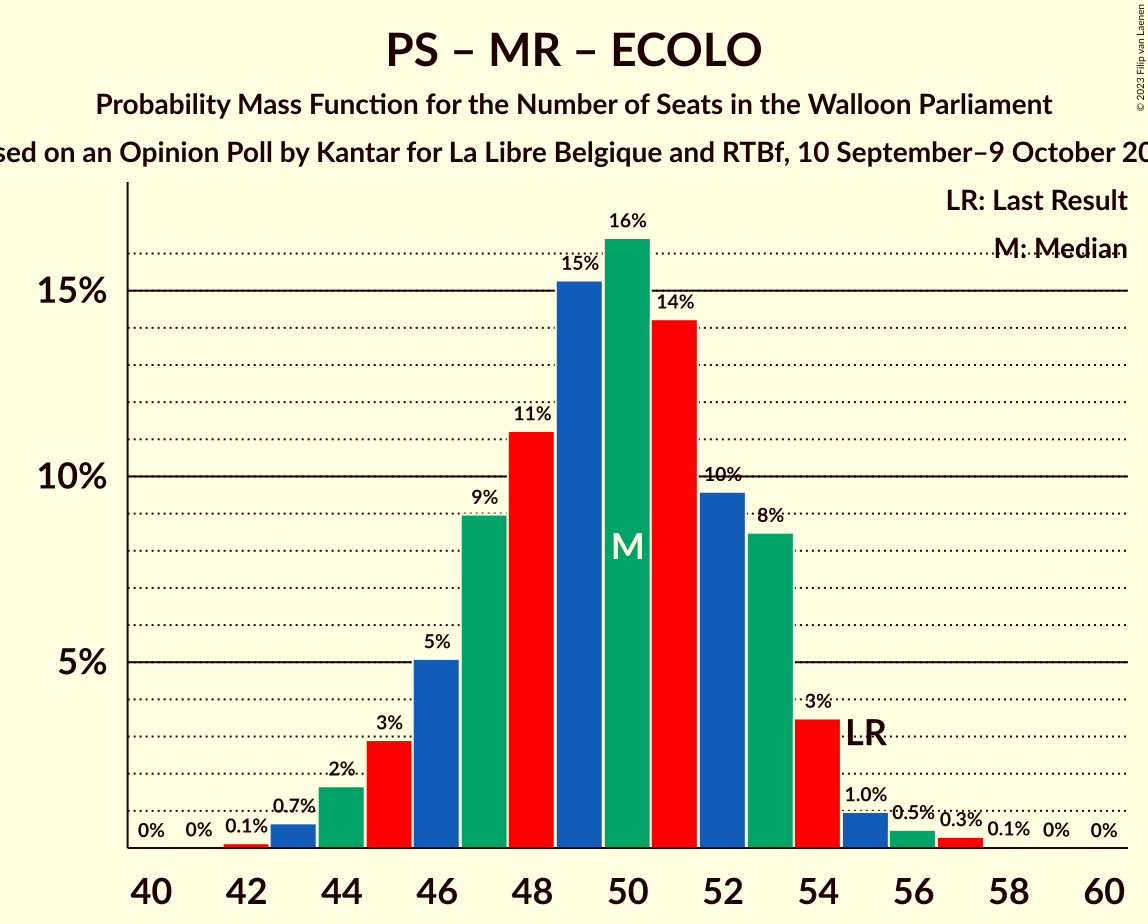 PS – MR – ECOLO
Probability Mass Function for the Number of Seats in the Walloon Parliament
sed on an Opinion Poll by Kantar for La Libre Belgique and RTBf, 10 September–9 October 20
© 2023 Filip van Laenen
LR: Last Result
M: Median
15%
10%
5%
0%
0%
0.1%
0.7%
2%
3%
5%
9%
11%
15%
16%
14%
10%
8%
3%
1.0%
0.5%
0.3%
0.1%
0%
0%
M
LR
40 42 44 46 48 50 52 54 56 58 60